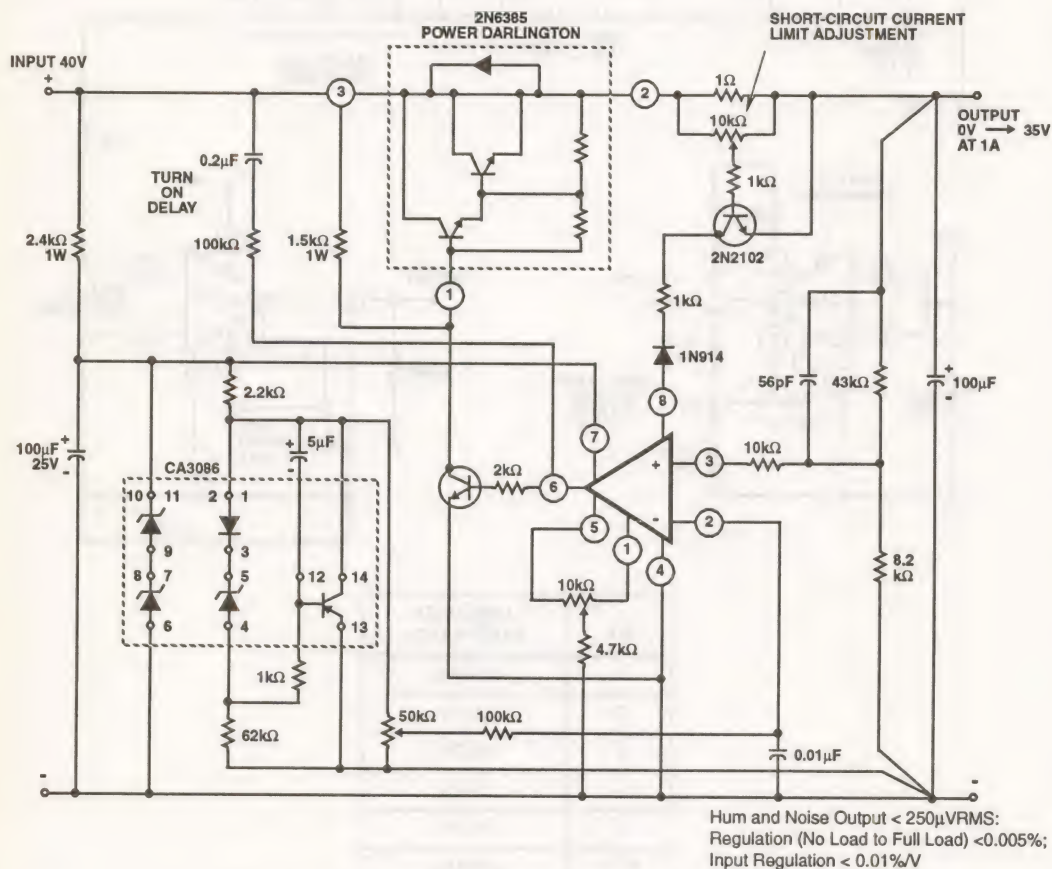 2N6385
POWER DARLINGTON
SHORT-CIRCUIT CURRENT
LIMIT ADJUSTMENT
INPUT 40V
+
3
2
1Ω
10kΩ
OUTPUT
0V → 35V
AT 1A
0.2μF
TURN
ON
DELAY
1kΩ
2.4kΩ
1W
100kΩ
1.5kΩ
1W
2N2102
1
1kΩ
1N914
56pF
43kΩ
+
100μF
-
2.2kΩ
8
7
100μF
25V
+
-
5μF
+
-
CA3086
2kΩ
6
+
3
10kΩ
10
11
2
1
5
-
2
9
3
1
4
8
7
5
12
14
10kΩ
8.2
kΩ
6
4
13
4.7kΩ
1kΩ
50kΩ
100kΩ
62kΩ
0.01μF
-
-
Hum and Noise Output < 250μVRMS:
Regulation (No Load to Full Load) <0.005%;
Input Regulation < 0.01%/V